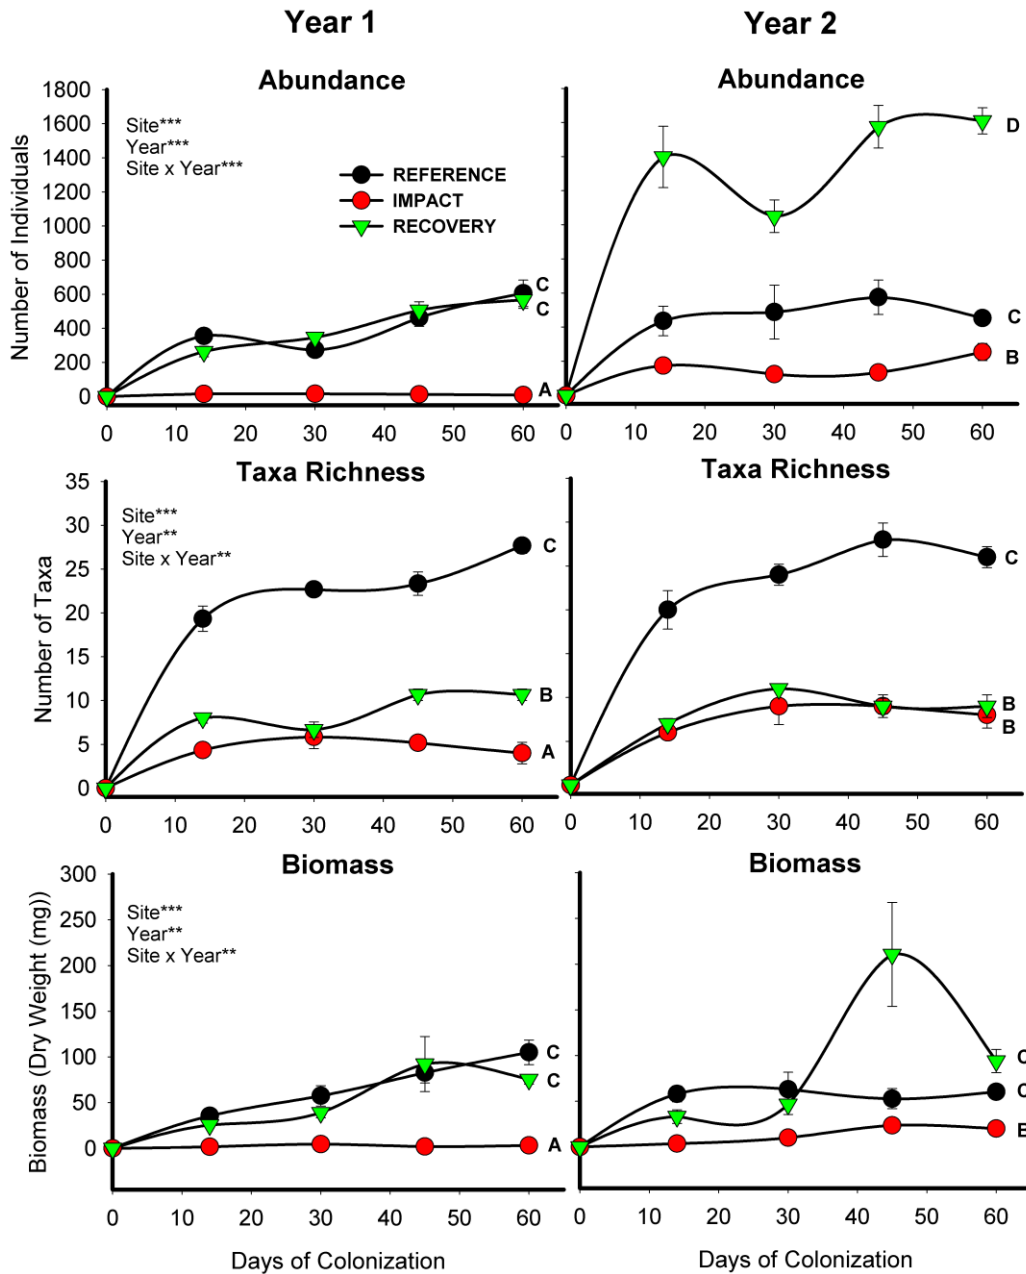 Year 1
Year 2
Abundance
Abundance
1800
1600
1400
1200
1000
800
600
400
200
0
Number of Individuals
Site***
Year***
Site x Year***
REFERENCE
IMPACT
RECOVERY
C
C
A
D
C
B
0 10 20 30 40 50 60
0 10 20 30 40 50 60
Taxa Richness
Taxa Richness
35
30
25
20
15
10
5
0
Number of Taxa
Site***
Year**
Site x Year**
C
B
A
C
B
B
0 10 20 30 40 50 60
0 10 20 30 40 50 60
Biomass
Biomass
300
250
200
150
100
50
0
Biomass (Dry Weight (mg))
Site***
Year**
Site x Year**
C
C
A
C
C
B
0 10 20 30 40 50 60
0 10 20 30 40 50 60
Days of Colonization
Days of Colonization